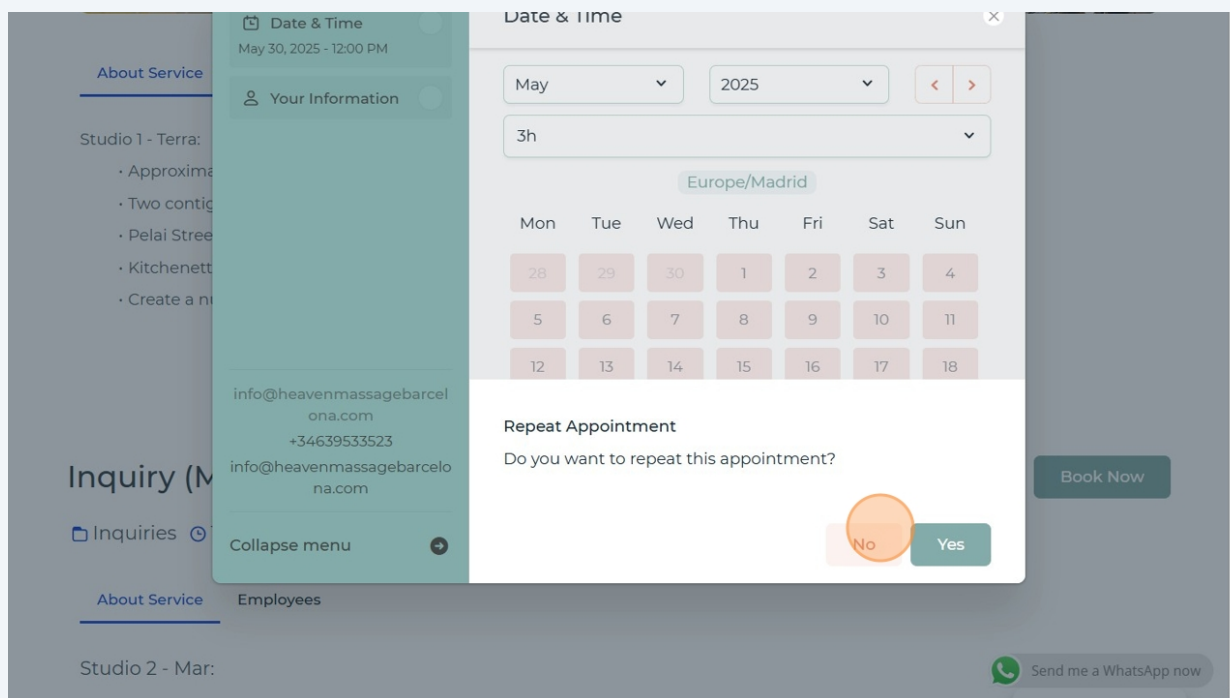 Date & Time
May 30, 2025 - 12:00 PM
Your Information
info@heavenmassagebarcel
ona.com
+34639533523
info@heavenmassagebarcelo
na.com
Collapse menu
Date & Time
May
2025
3h
Europe/Madrid
Mon Tue Wed Thu Fri Sat Sun
28 29 30 1 2 3 4
5 6 7 8 9 10 11
12 13 14 15 16 17 18
Repeat Appointment
Do you want to repeat this appointment?
No Yes
About Service
Studio 1 - Terra:
• Approxima
• Two contig
• Pelai Stree
• Kitchenett
• Create a
Inquiry (M
Book Now
Inquiries
About Service Employees
Studio 2 - Mar:
Send me a WhatsApp now